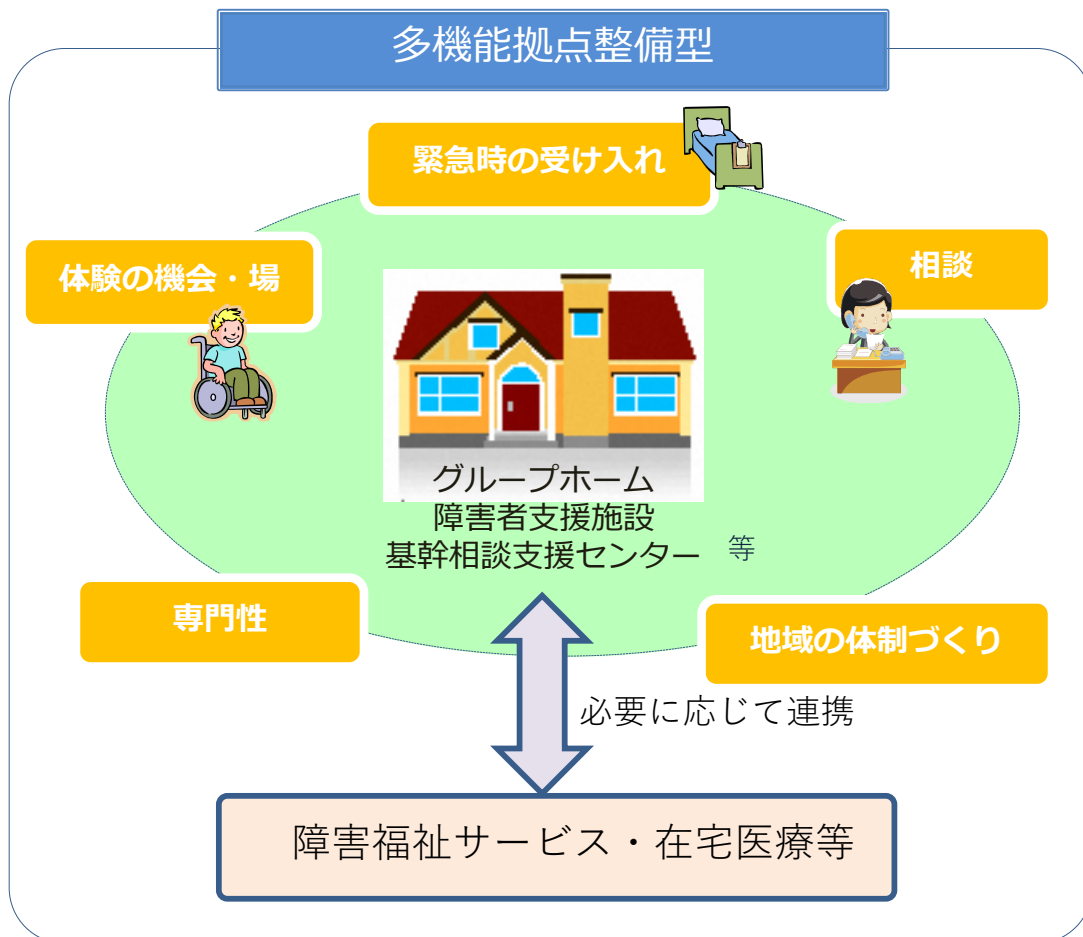 多機能拠点整備型
緊急時の受け入れ
体験の機会・場
相談
グループホーム
障害者支援施設
基幹相談支援センター 等
専門性
地域の体制づくり
必要に応じて連携
障害福祉サービス・在宅医療等